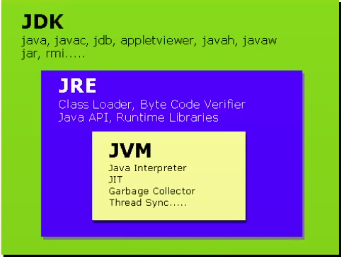 JDK
java, javac, jdb, appletviewer, javah, javaw
jar, rmi.....
JRE
Class Loader, Byte Code Verifier
Java API, Runtime Libraries
JVM
Java Interpreter
JIT
Garbage Collector
Thread Sync.....